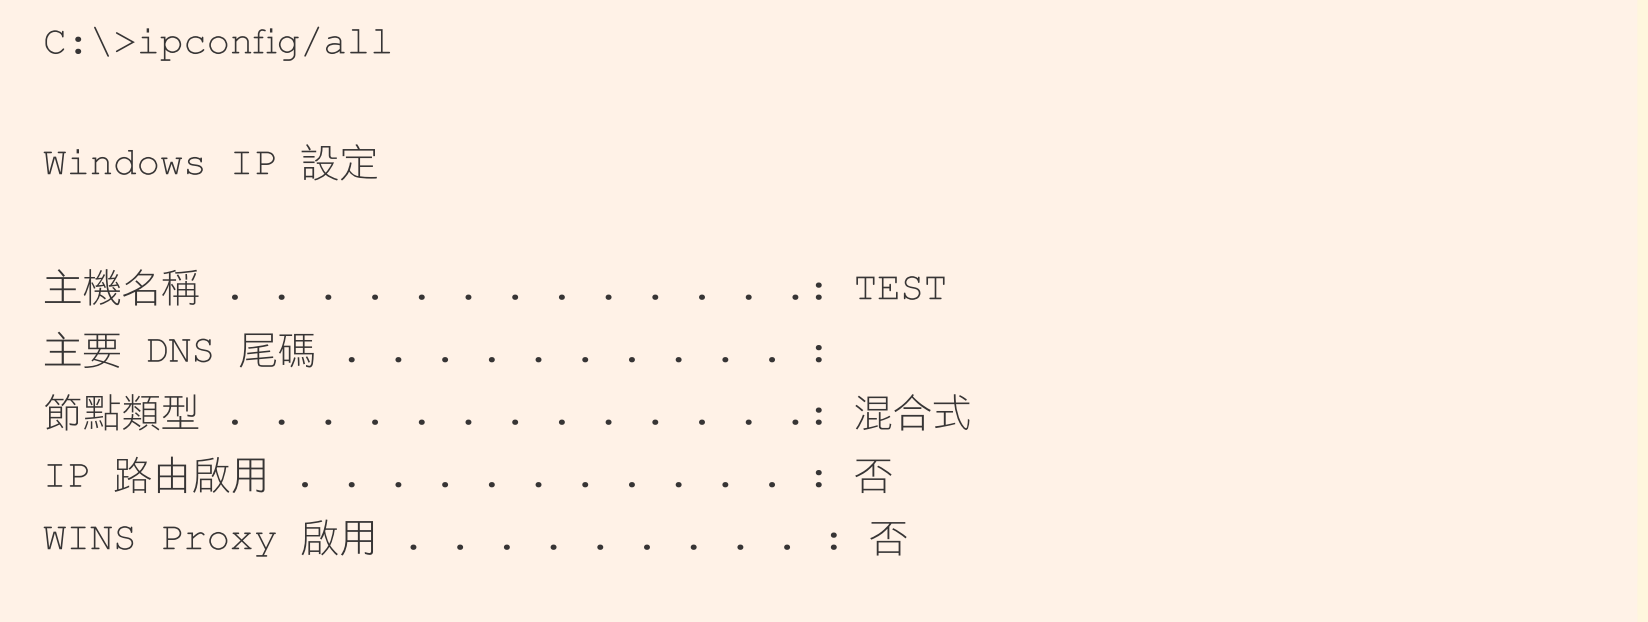 C:\>ipconfig/all
Windows IP 設定
主機名稱 . . . . . . . . . . . . .: TEST
主要 DNS 尾碼 . . . . . . . . . . :
節點類型 . . . . . . . . . . . . .: 混合式
IP 路由啟用 . . . . . . . . . . . : 否
WINS Proxy 啟用 . . . . . . . . . : 否